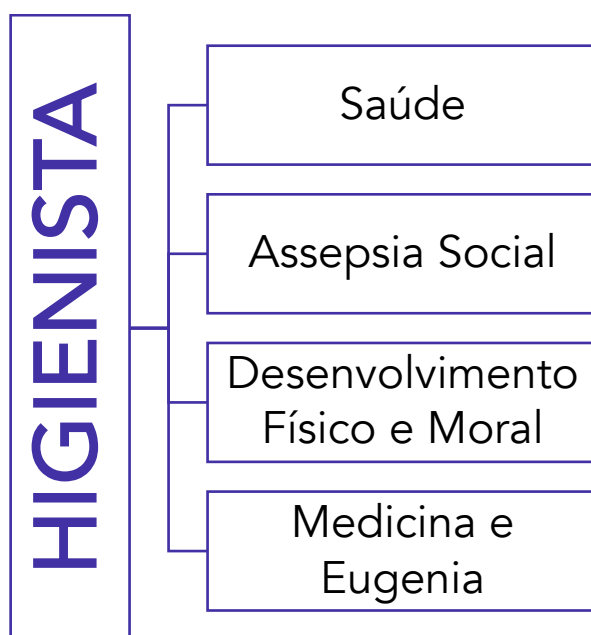 HIGIENISTA
Saúde
Assepsia Social
Desenvolvimento
Físico e Moral
Medicina e
Eugenia